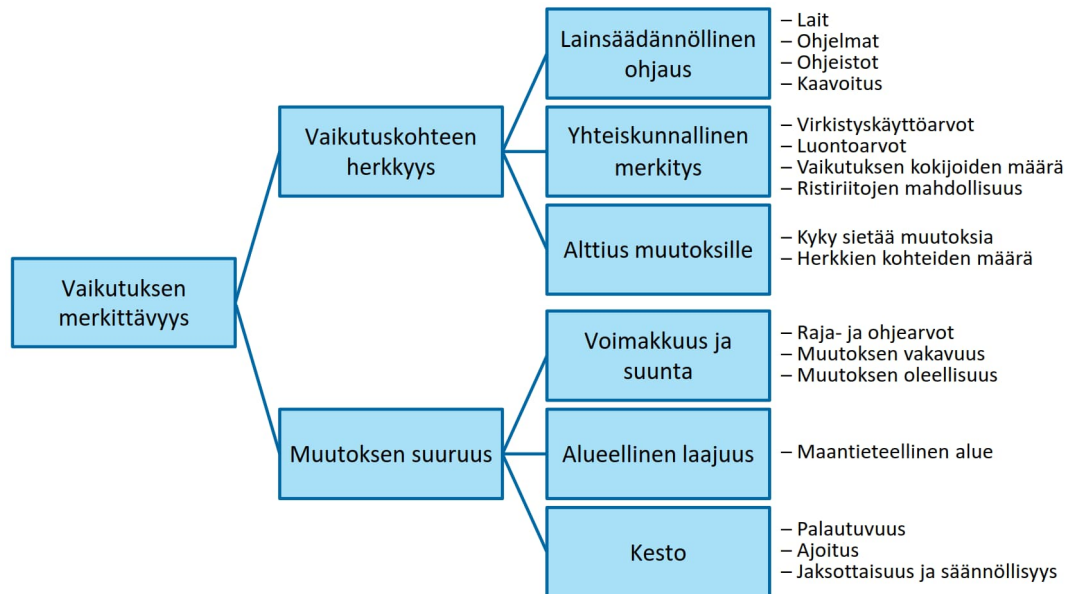 Vaikutuksen
merkittävyys
Vaikutuskohteen
herkkyys
Lainsäädännöllinen
ohjaus
– Lait
– Ohjelmat
– Ohjeistot
– Kaavoitus
Yhteiskunnallinen
merkitys
– Virkistyskäyttöarvot
– Luontoarvot
– Vaikutuksen kokijoiden määrä
– Ristiriitojen mahdollisuus
Alttius muutoksille
– Kyky sietää muutoksia
– Herkkien kohteiden määrä
Muutoksen suuruus
Voimakkuus ja
suunta
– Raja- ja ohjearvot
– Muutoksen vakavuus
– Muutoksen oleellisuus
Alueellinen laajuus
– Maantieteellinen alue
Kesto
– Palautuvuus
– Ajoitus
– Jaksottaisuus ja säännöllisyys